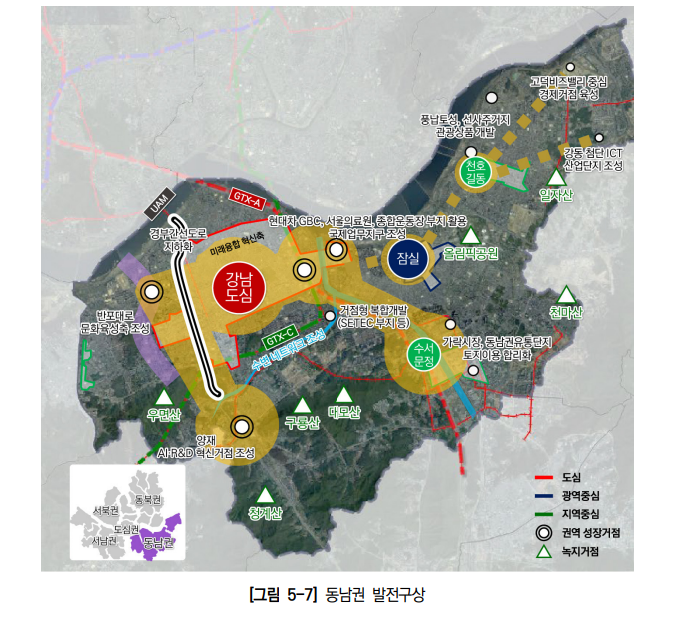 고덕비즈밸리 중심
경제거점 육성
풍납토성, 선사주거지
관광상품 개발
강동 첨단 ICT
산업단지 조성
천호
길동
일자산
UAM
GTX-A
현대차 GBC, 서울의료원, 종합운동장 부지 활용
국제업무지구 조성
경부간선도로
지하화
미래융합 혁신축
올림픽공원
잠실
강남
도심
천마산
반포대로
문화육성축 조성
거점형 복합개발
(SETEC 부지 등)
GTX-C
수변 네트워크 조성
가락시장, 동남권유통단지
토지이용 합리화
수서
문정
우면산
구룡산
대모산
양재
AI·R&D 혁신거점 조성
청계산
동북권
서북권
도심권
서남권
동남권
도심
광역중심
지역중심
권역 성장거점
녹지거점
[그림 5-7] 동남권 발전구상